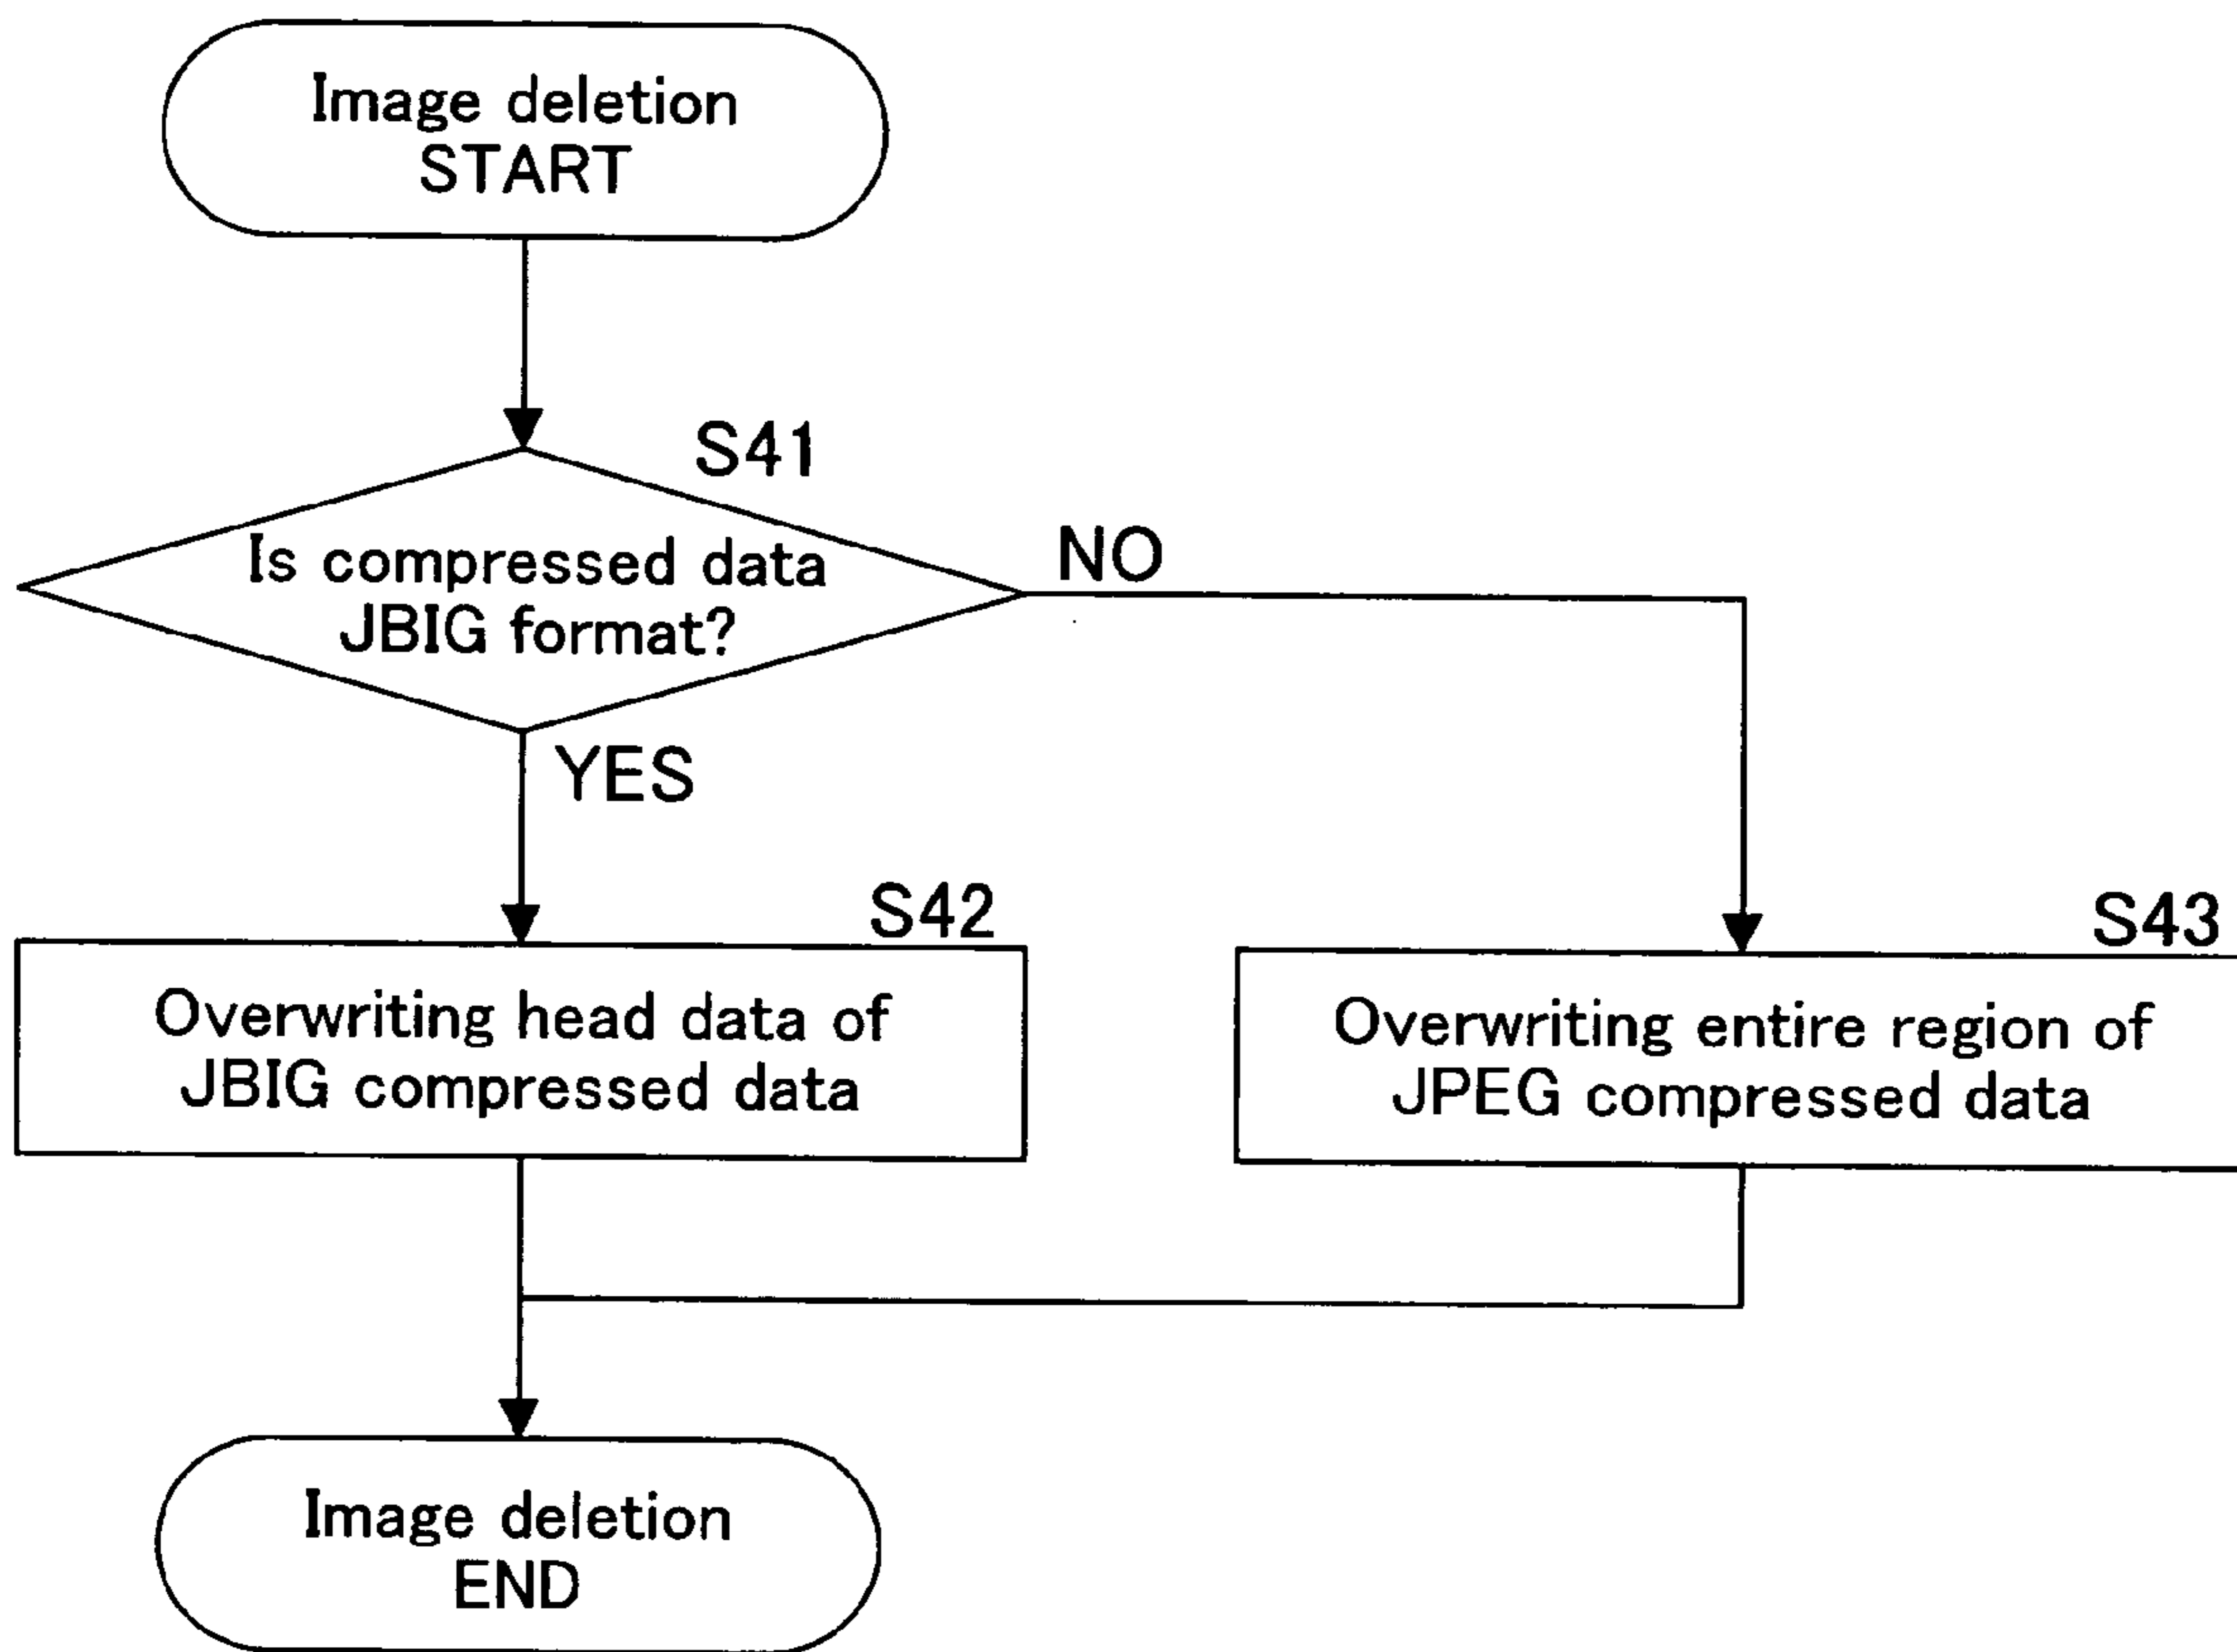 Image deletion
START
S41
Is compressed data
JBIG format?
NO
YES
S42
Overwriting head data of
JBIG compressed data
S43
Overwriting entire region of
JPEG compressed data
Image deletion
END